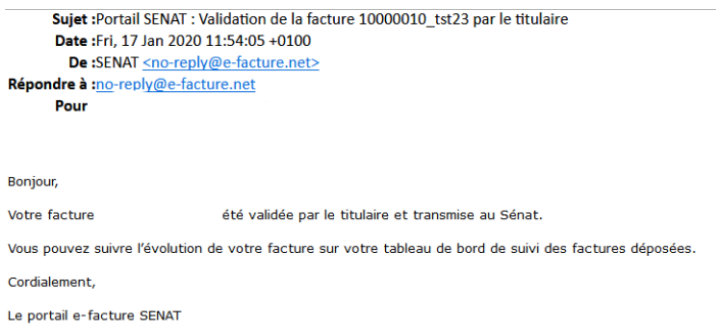 Sujet :Portail SENAT : Validation de la facture 10000010_tst23 par le titulaire
Date :Fri, 17 Jan 2020 11:54:05 +0100
De :SENAT <no-reply@e-facture.net>
Répondre à :no-reply@e-facture.net
Pour
Bonjour,
Votre facture été validée par le titulaire et transmise au Sénat.
Vous pouvez suivre l'évolution de votre facture sur votre tableau de bord de suivi des factures déposées.
Cordialement,
Le portail e-facture SENAT